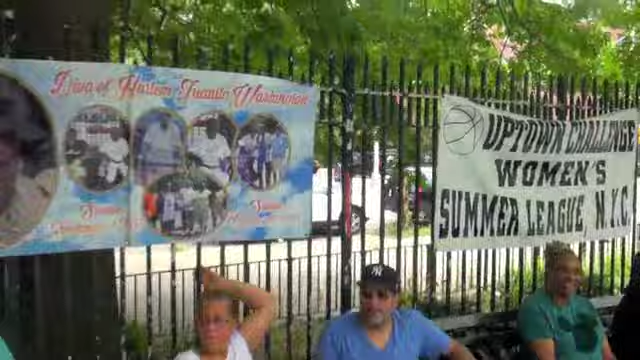 Diva of Harlem Juanita Washington
UPTOWN CHALLENGE
WOMEN'S
SUMMER LEAGUE, N.Y.C.
NY